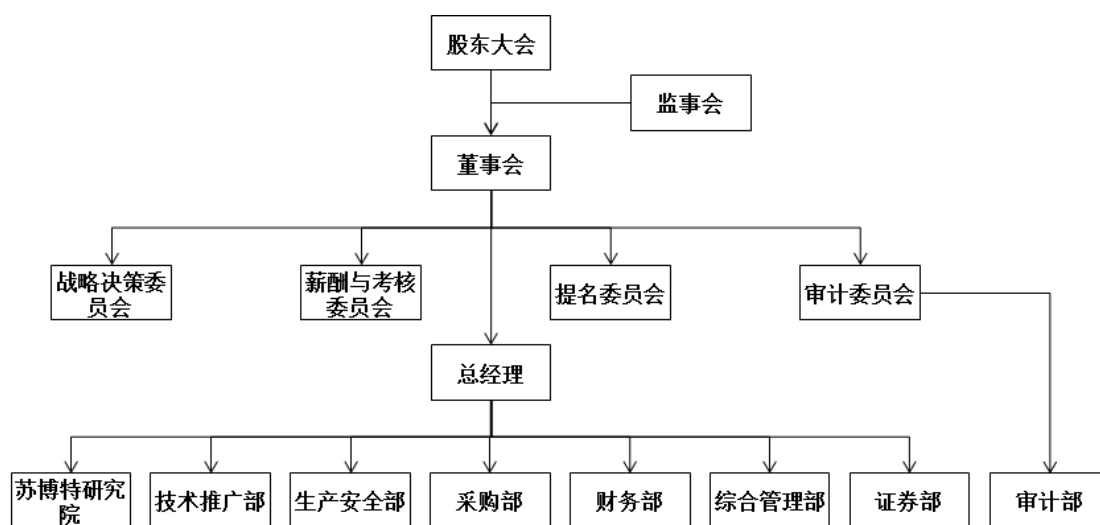 股东大会
监事会
董事会
战略决策委
员会
薪酬与考核
委员会
提名委员会
审计委员会
总经理
苏博特研究
院
技术推广部
生产安全部
采购部
财务部
综合管理部
证券部
审计部